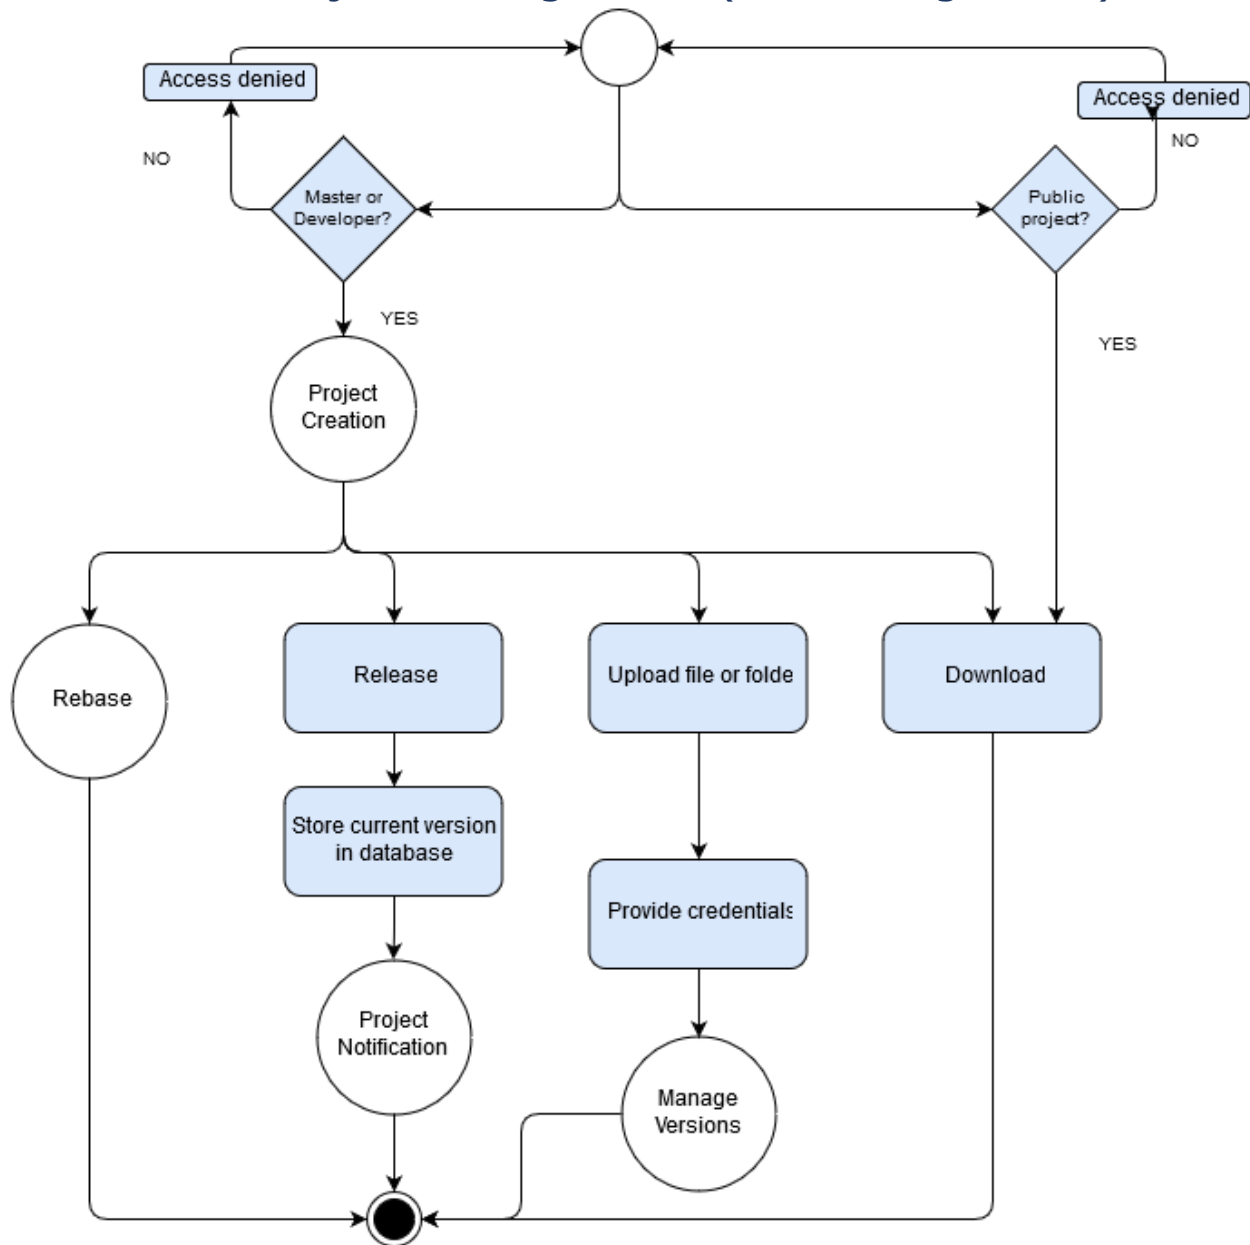 Access denied
Access denied
NO
NO
Master or
Developer?
Public
project?
YES
YES
Project
Creation
Rebase
Release
Upload file or folde
Download
Store current version
in database
Provide credentials
Project
Notification
Manage
Versions